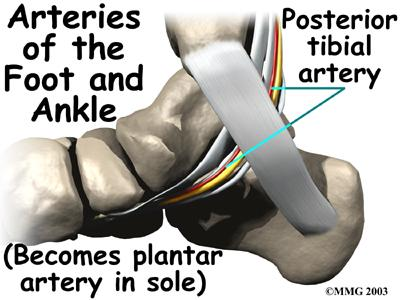 Arteries
of the
Foot and
Ankle
Posterior
tibial
artery
(Becomes plantar
artery in sole)
©MMG 2003